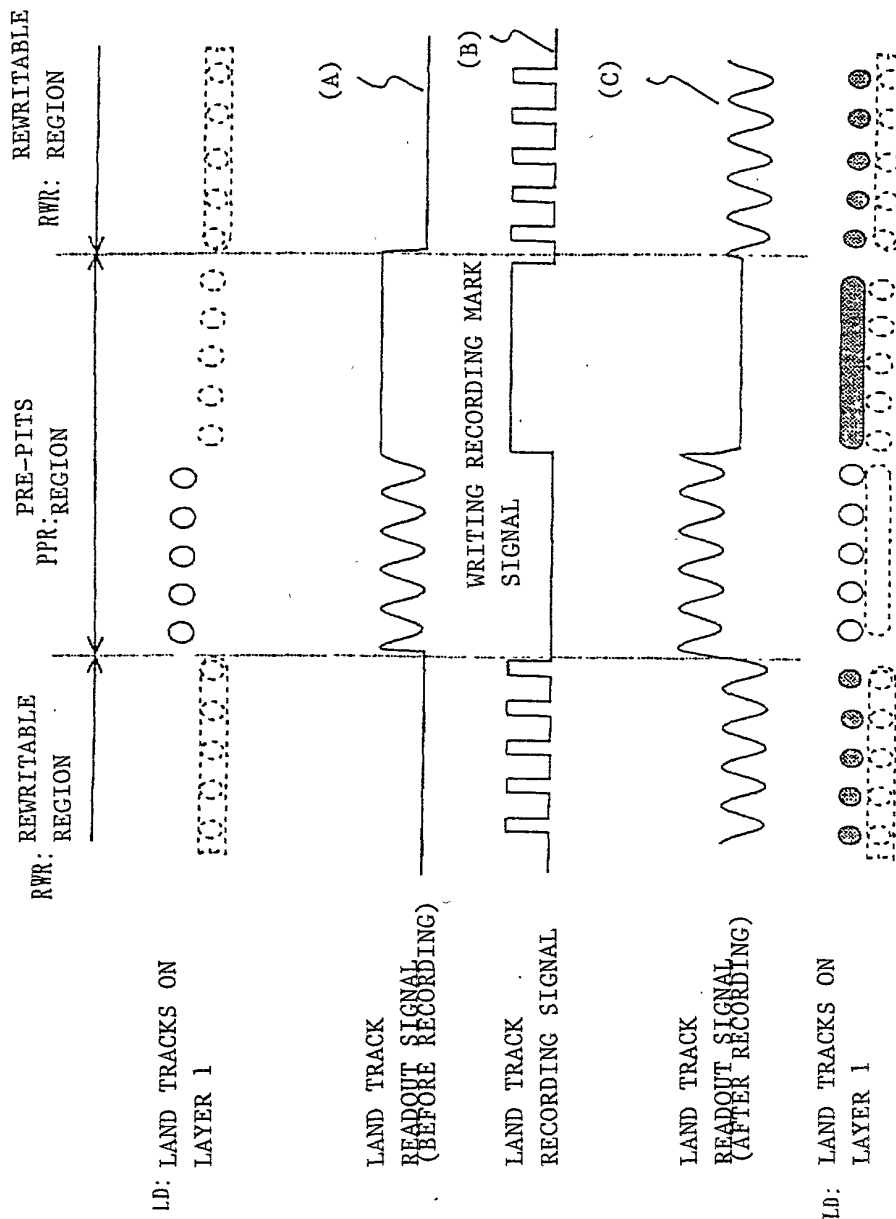 RWR: REWRITABLE
REGION
PRE-PITS
PPR: REGION
REWRITABLE
RWR: REGION
LD: LAND TRACKS ON
LAYER 1
LAND TRACK
READOUT SIGNAL
(BEFORE RECORDING)
(A)
LAND TRACK
RECORDING SIGNAL
WRITING RECORDING MARK
SIGNAL
(B)
LAND TRACK
READOUT SIGNAL
(AFTER RECORDING)
(C)
LD: LAND TRACKS ON
LAYER 1